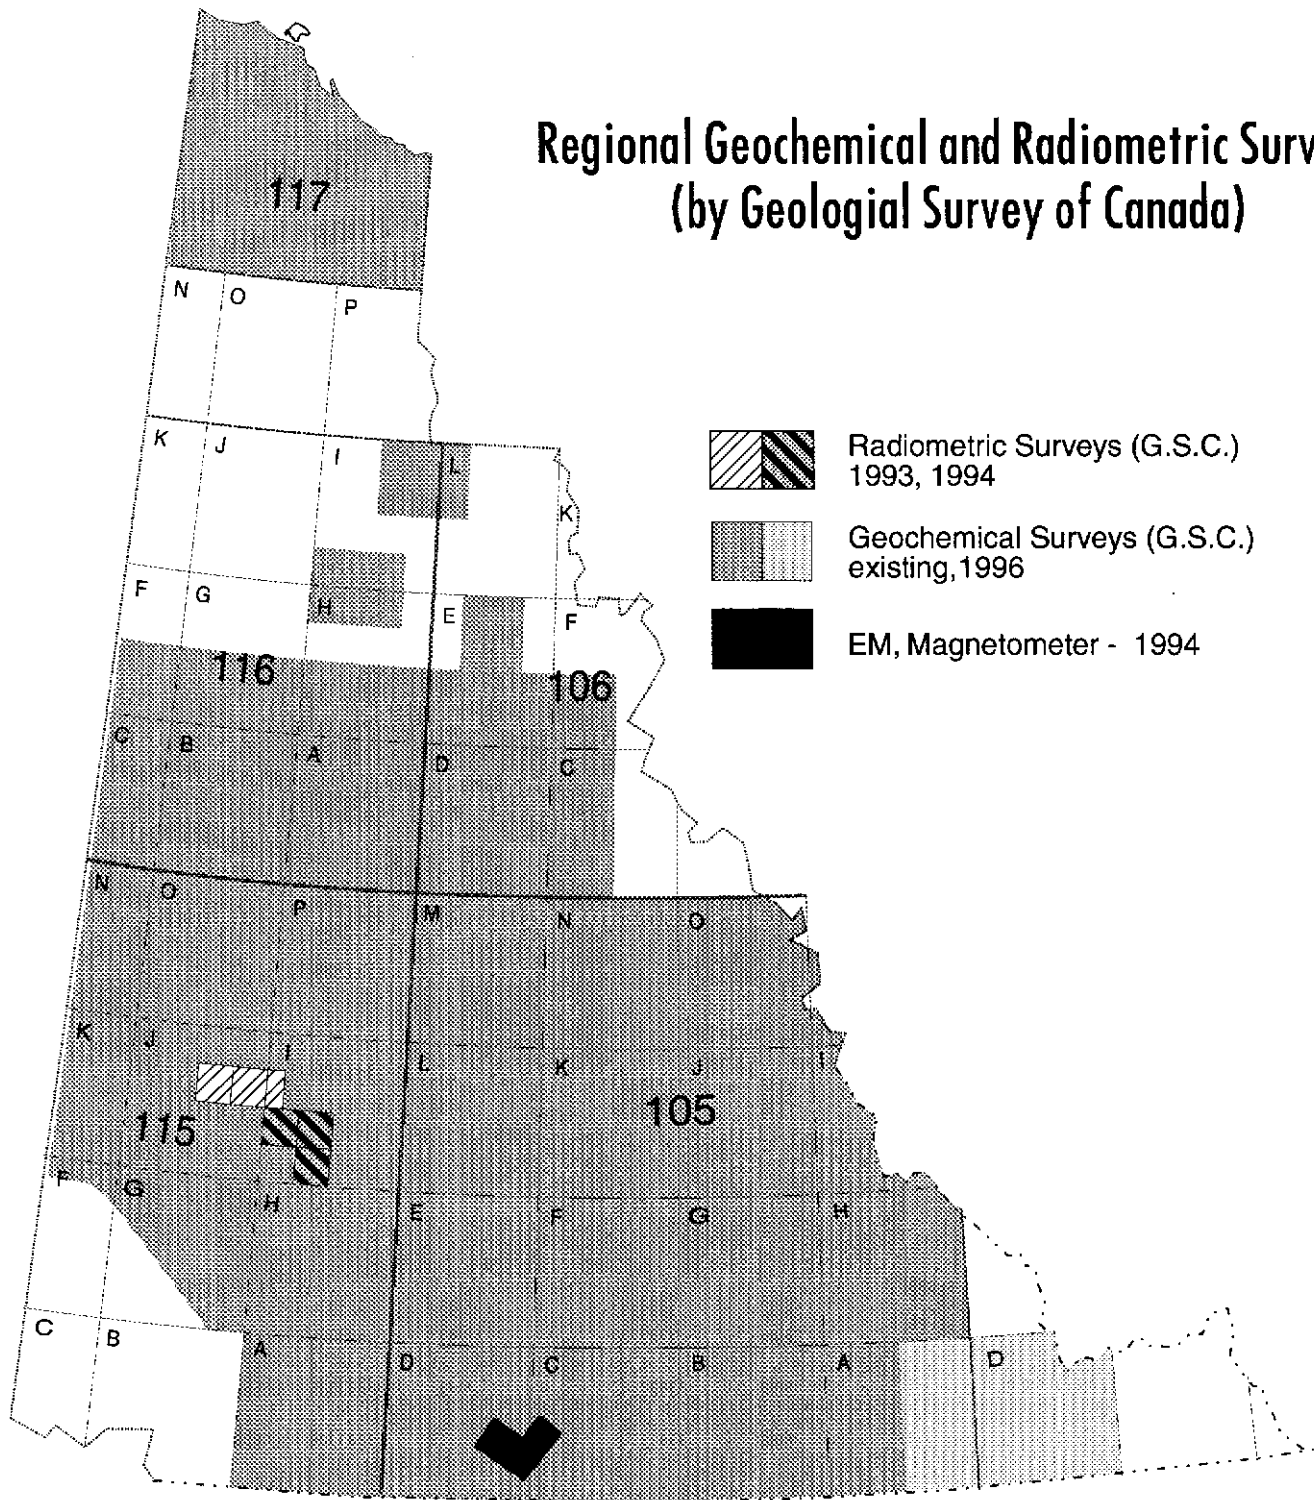 Regional Geochemical and Radiometric Surv
(by Geologial Survey of Canada)
117
N O P
K J I L
K
Radiometric Surveys (G.S.C.)
1993, 1994
Geochemical Surveys (G.S.C.)
existing,1996
EM, Magnetometer - 1994
F G H E F
116 106
C B A D C
N O P M N O
K J I L K J I
115 105
F G H E F G H
C B A D C B A D